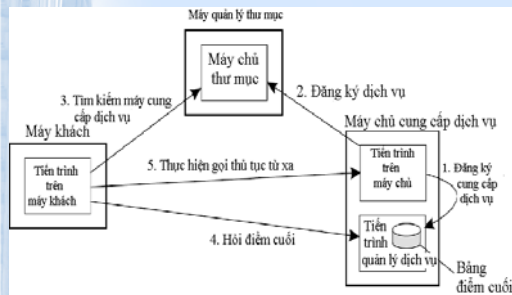 Máy quản lý thư mục
Máy chủ
thư mục
3. Tìm kiếm máy cung
cấp dịch vụ
2. Đăng ký dịch vụ
Máy khách
Máy chủ cung cấp dịch vụ
Tiến trình
trên
máy khách
5. Thực hiện gọi thủ tục từ xa
Tiến trình
trên
máy chủ
1. Đăng ký
cung cấp
dịch vụ
4. Hỏi điểm cuối
Tiến
trình
quản lý dịch vụ
Bảng
điểm cuối